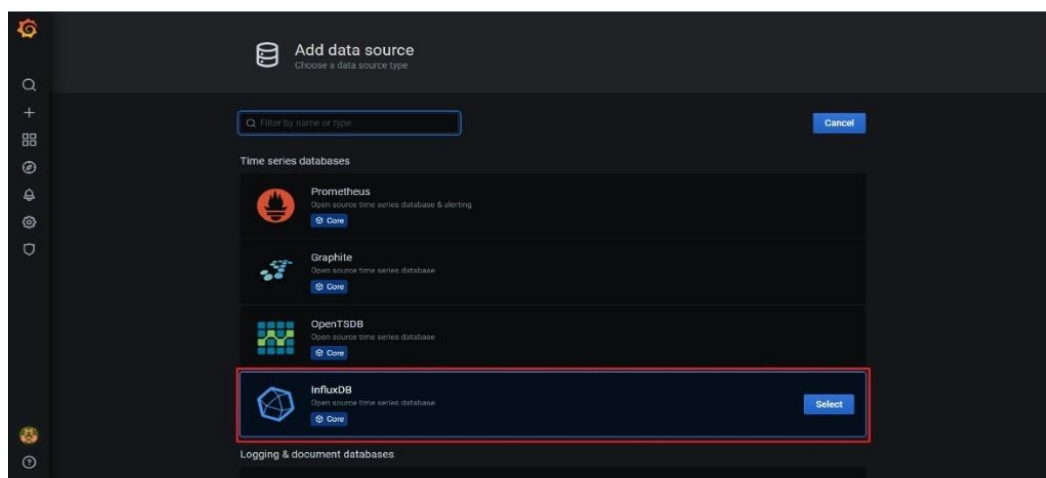 Add data source
Choose a data source type
Filter by name or type
Cancel
Time series databases
Prometheus
Open source time series database & alerting
Core
Graphite
Open source time series database
Core
OpenTSDB
Open source time series database
Core
InfluxDB
Open source time series database
Core
Select
Logging & document databases